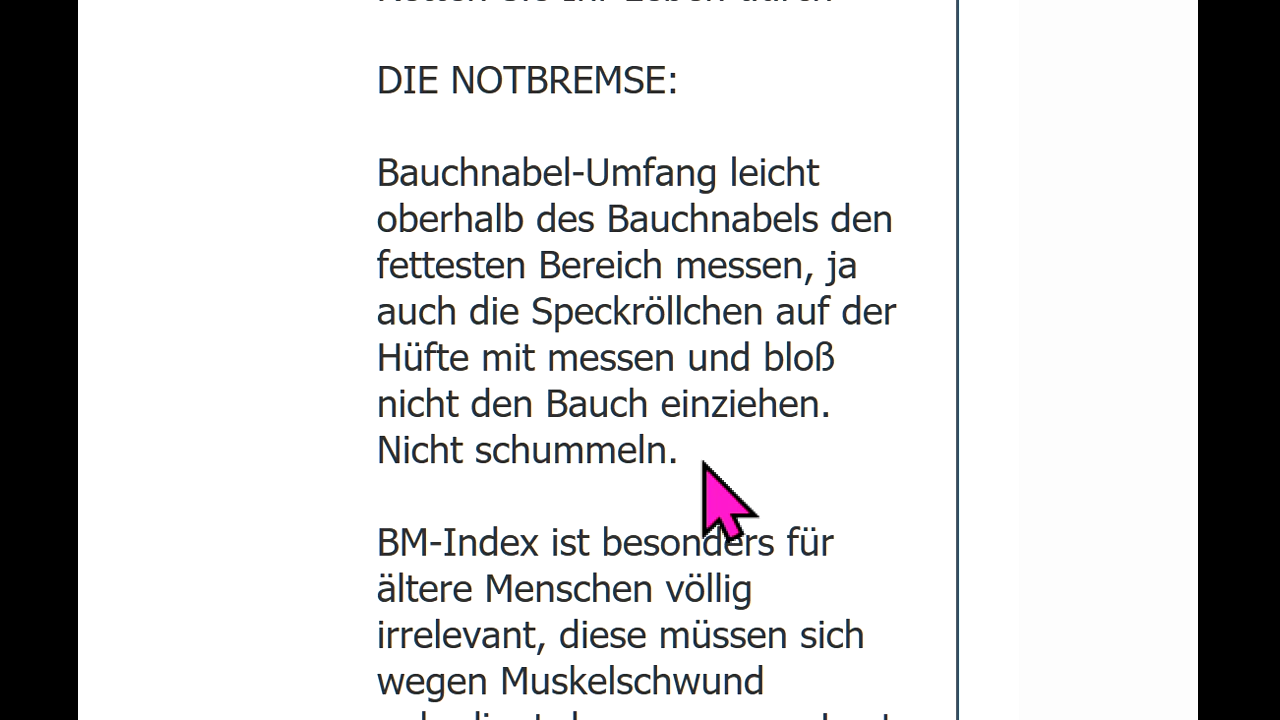 DIE NOTBREMSE:
Bauchnabel-Umfang leicht
oberhalb des Bauchnabels den
fettesten Bereich messen, ja
auch die Speckröllchen auf der
Hüfte mit messen und bloß
nicht den Bauch einziehen.
Nicht schummeln.
BM-Index ist besonders für
ältere Menschen völlig
irrelevant, diese müssen sich
wegen Muskelschwund